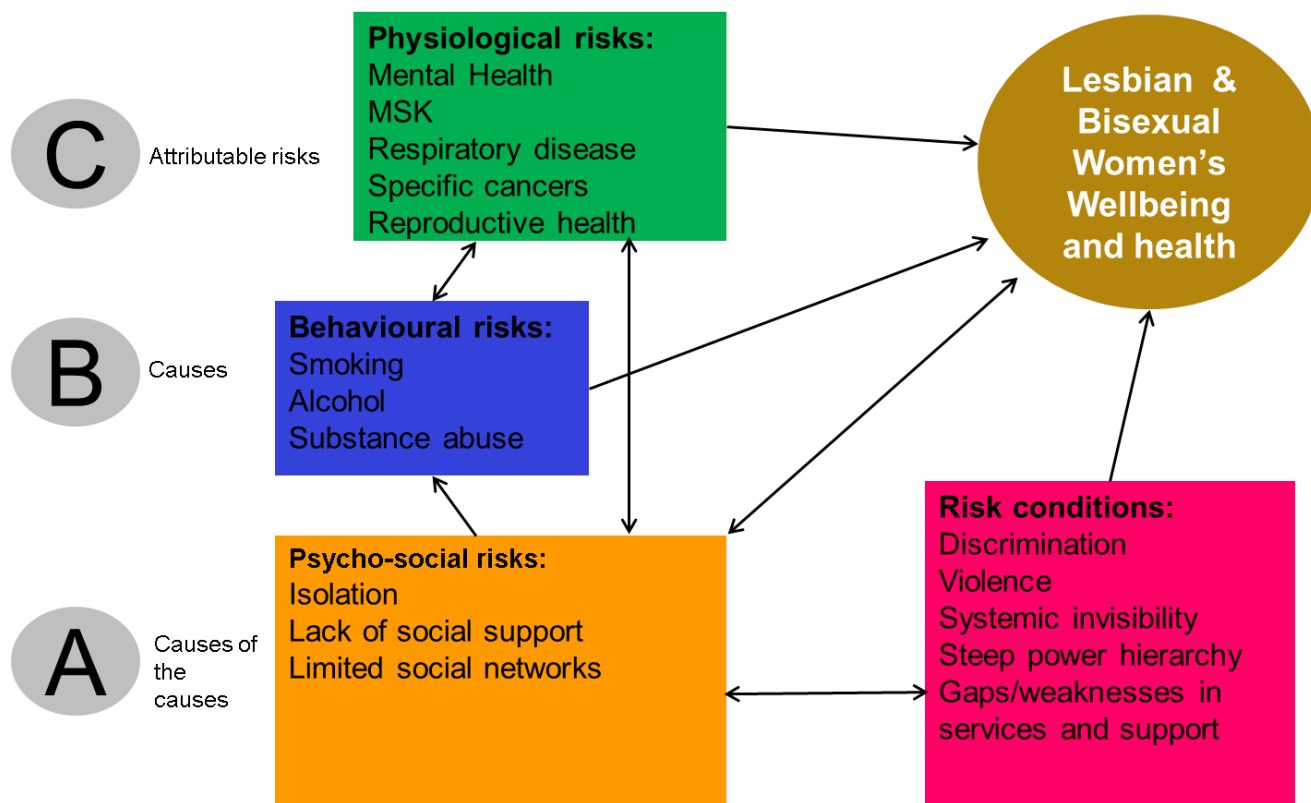 Physiological risks:
Mental Health
MSK
Respiratory disease
Specific cancers
Reproductive health
Lesbian &
Bisexual
Women's
Wellbeing
and health
C
Attributable risks
Behavioural risks:
Smoking
Alcohol
Substance abuse
B
Causes
Psycho-social risks:
Isolation
Lack of social support
Limited social networks
A
Causes of
the
causes
Risk conditions:
Discrimination
Violence
Systemic invisibility
Steep power hierarchy
Gaps/weaknesses in
services and support